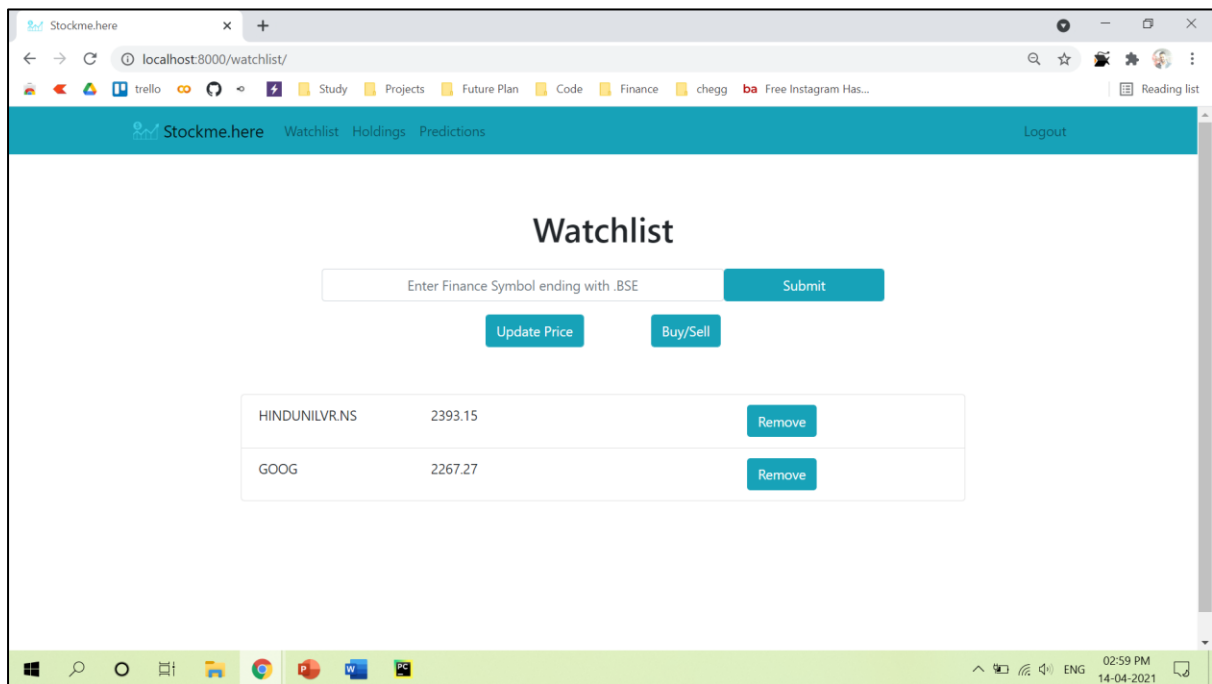 Stockme.here
localhost:8000/watchlist/
trello Study Projects Future Plan Code Finance chegg ba Free Instagram Has... Reading list
Stockme.here Watchlist Holdings Predictions Logout
Watchlist
Enter Finance Symbol ending with .BSE Submit
Update Price Buy/Sell
HINDUNILVR.NS 2393.15 Remove
GOOG 2267.27 Remove
ENG 02:59 PM
14-04-2021